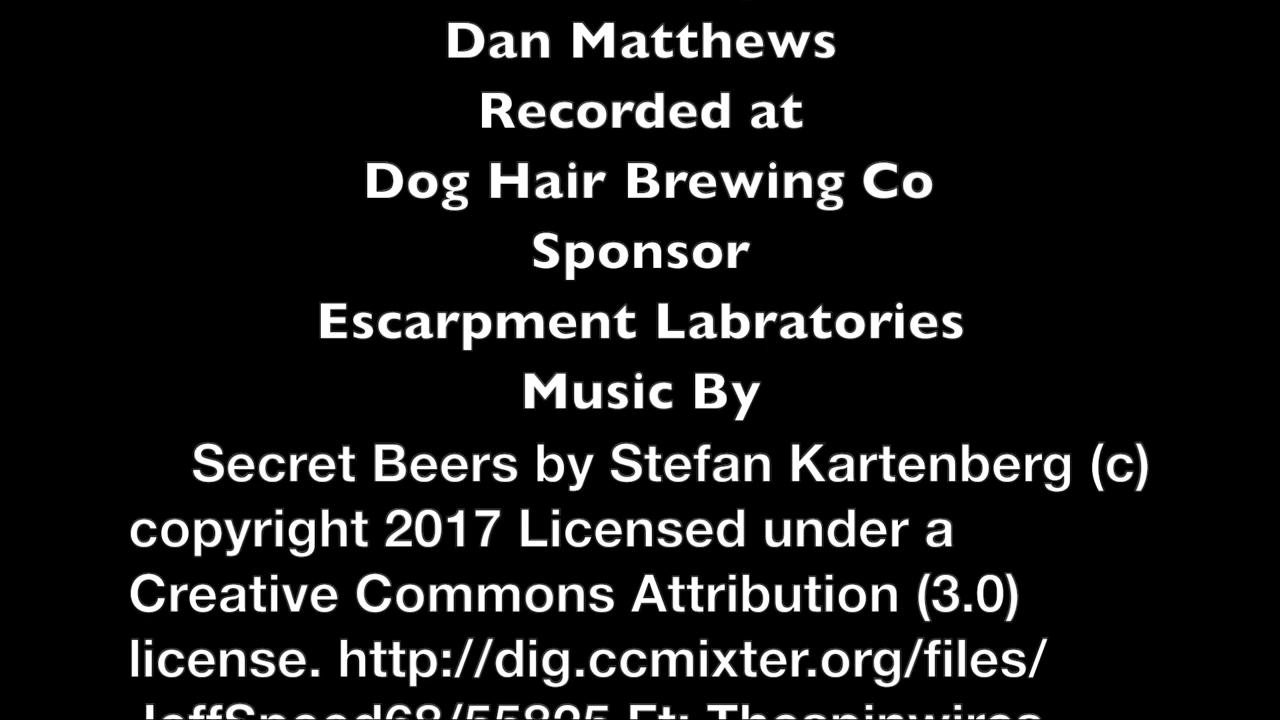 Dan Matthews
Recorded at
Dog Hair Brewing Co
Sponsor
Escarpment Labratories
Music By
Secret Beers by Stefan Kartenberg (c)
copyright 2017 Licensed under a
Creative Commons Attribution (3.0)
license. http://dig.ccmixter.org/files/